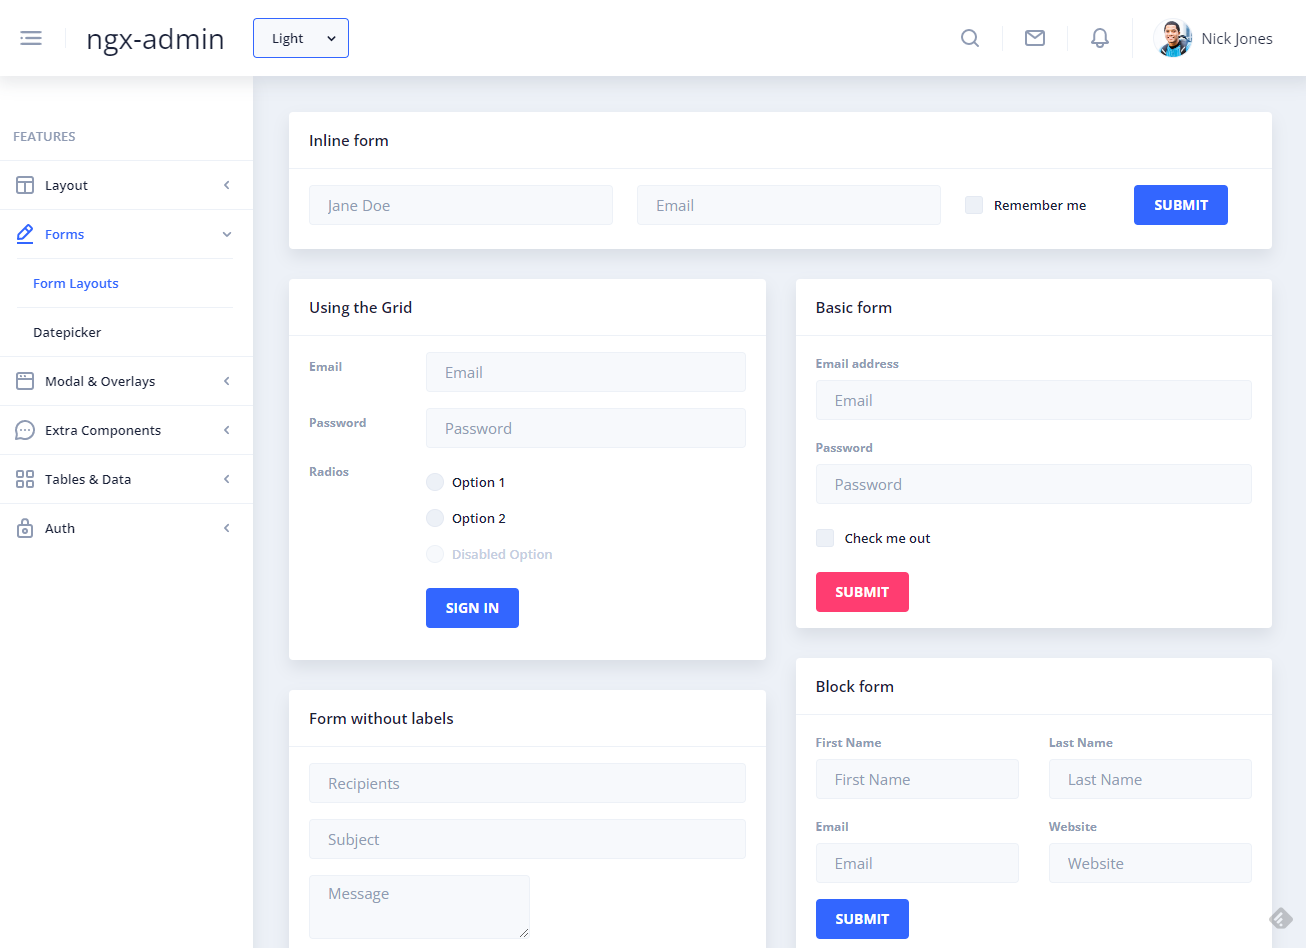 ngx-admin
Light
Nick Jones
FEATURES
Layout
Forms
Form Layouts
Datepicker
Modal & Overlays
Extra Components
Tables & Data
Auth
Inline form
Jane Doe
Email
Remember me
SUBMIT
Using the Grid
Email
Email
Password
Password
Radios
Option 1
Option 2
Disabled Option
SIGN IN
Form without labels
Recipients
Subject
Message
Basic form
Email address
Email
Password
Password
Check me out
SUBMIT
Block form
First Name
Last Name
First Name
Last Name
Email
Website
Email
Website
SUBMIT